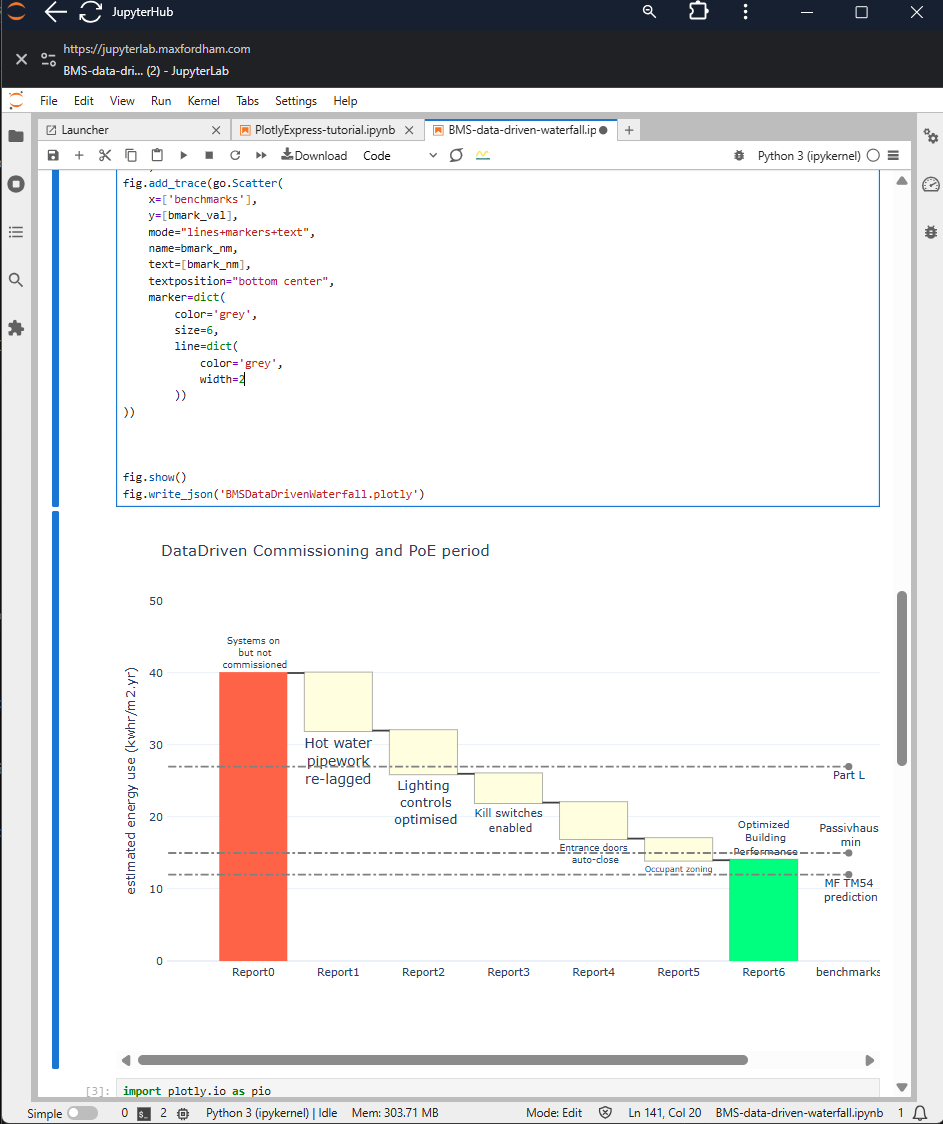 JupyterHub
https://jupyterlab.maxfordham.com
BMS-data-dri... (2) - JupyterLab
File Edit View Run Kernel Tabs Settings Help
Launcher
PlotlyExpress-tutorial.ipynb
BMS-data-driven-waterfall.ip
Download Code Python 3 (ipykernel)
fig.add_trace(go.Scatter(
x=['benchmarks'],
y=[bmark_val],
mode="lines+markers+text",
name=bmark_nm,
text=[bmark_nm],
textposition="bottom center",
marker=dict(
color='grey',
size=6,
line=dict(
color='grey',
width=2
))
))
fig.show()
fig.write_json('BMSDataDrivenWaterfall.plotly')
DataDriven Commissioning and PoE period
estimated energy use (kwhr/m2.yr)
50
40
30
20
10
0
Systems on
but not
commissioned
Hot water
pipework
re-lagged
Lighting
controls
optimised
Kill switches
enabled
Entrance doors
auto-close
Occupant zoning
Optimized
Building
Performance
Part L
Passivhaus
min
MF TM54
prediction
Report0 Report1 Report2 Report3 Report4 Report5 Report6 benchmarks
[3]: import plotly.io as pio
Simple 0 $_ 2 Python 3 (ipykernel) | Idle Mem: 303.71 MB Mode: Edit Ln 141, Col 20 BMS-data-driven-waterfall.ipynb 1